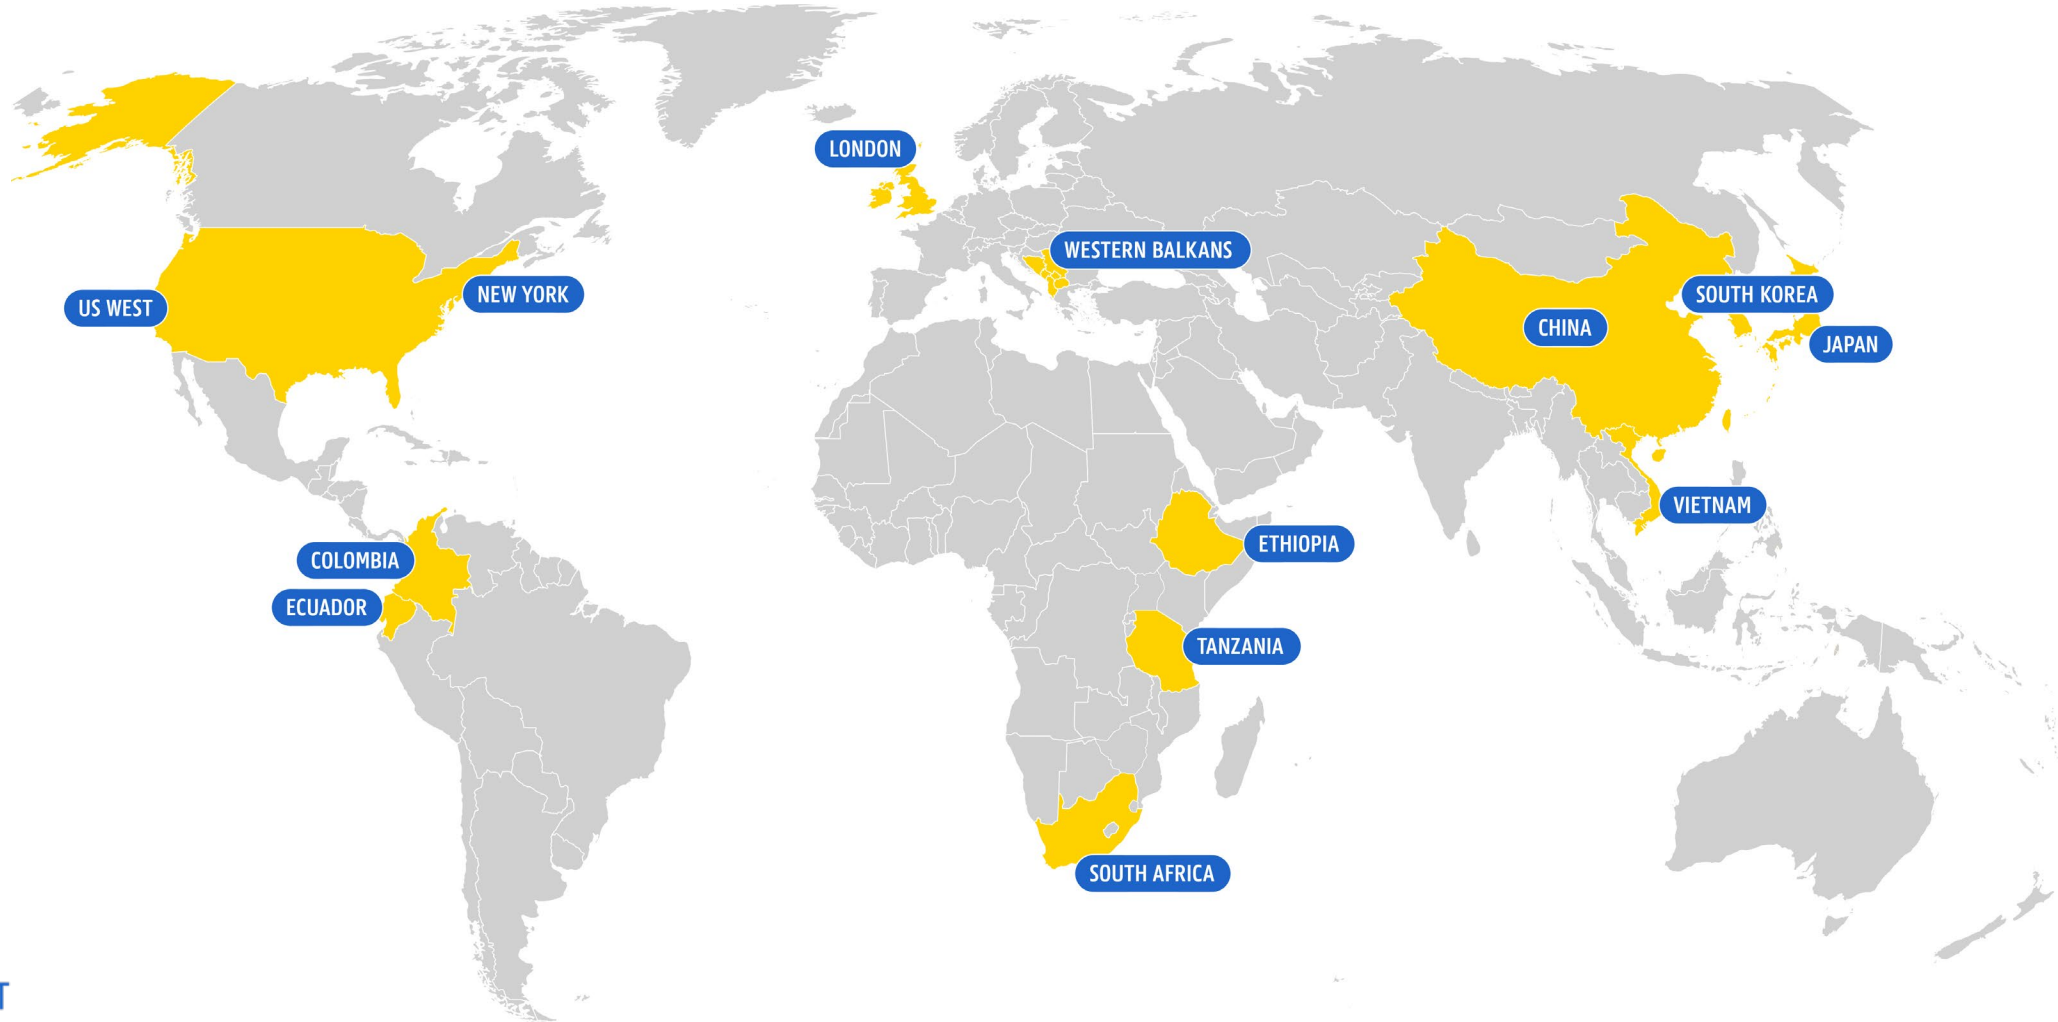 LONDON
WESTERN BALKANS
US WEST
NEW YORK
SOUTH KOREA
CHINA
JAPAN
VIETNAM
COLOMBIA
ETHIOPIA
ECUADOR
TANZANIA
SOUTH AFRICA
T